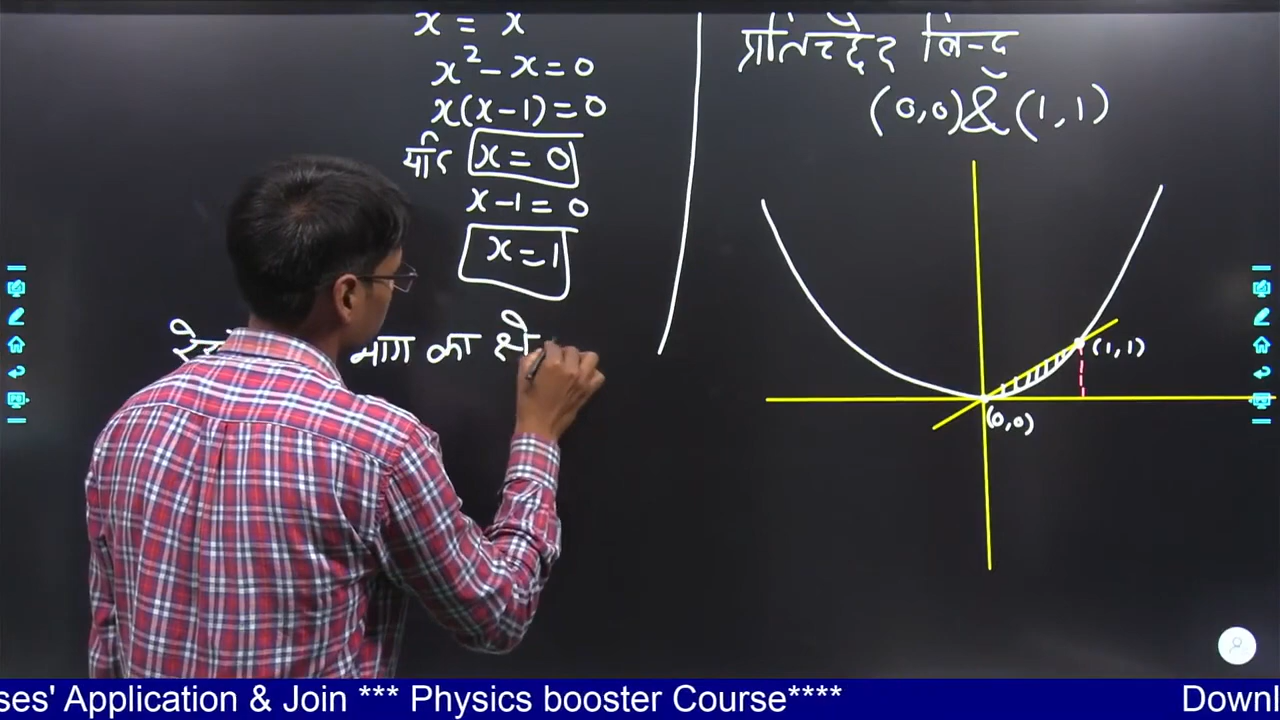 x = x
x² - x = 0
x(x-1) = 0
यदि x = 0
x-1 = 0
x = 1
भाग का क्षे
प्रतिच्छेद बिन्दु
(0,0) & (1,1)
(1,1)
(0,0)
ses' Application & Join *** Physics booster Course**** Downl